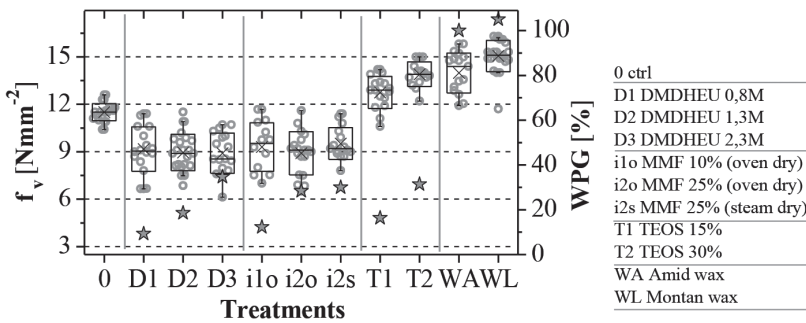 100
15
80
12
60
9
40
6
20
3
0
f_v [Nmm⁻²]
WPG [%]
0 D1 D2 D3 i1o i2o i2s T1 T2 WA WL
Treatments
0 ctrl
D1 DMDHEU 0,8M
D2 DMDHEU 1,3M
D3 DMDHEU 2,3M
i1o MMF 10% (oven dry)
i2o MMF 25% (oven dry)
i2s MMF 25% (steam dry)
T1 TEOS 15%
T2 TEOS 30%
WA Amid wax
WL Montan wax